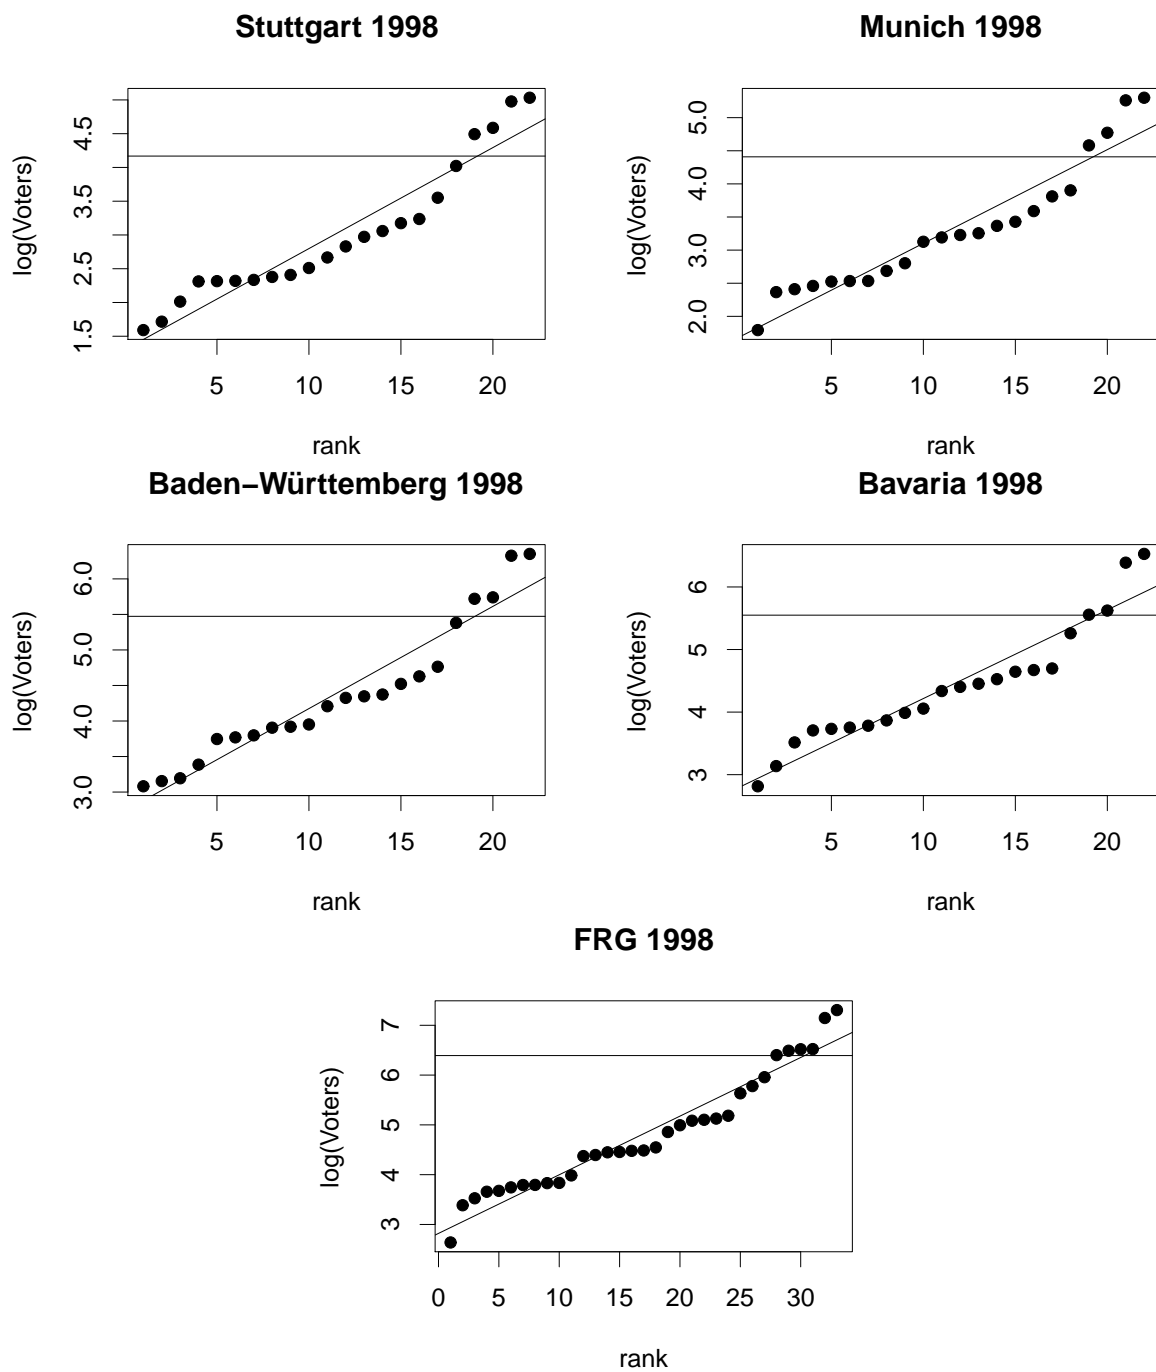 Stuttgart 1998
log(Voters)
1.5 2.5 3.5 4.5
5 10 15 20
rank
Munich 1998
log(Voters)
2.0 3.0 4.0 5.0
5 10 15 20
rank
Baden−Württemberg 1998
log(Voters)
3.0 4.0 5.0 6.0
5 10 15 20
rank
Bavaria 1998
log(Voters)
3 4 5 6
5 10 15 20
rank
FRG 1998
log(Voters)
3 4 5 6 7
0 5 10 15 20 25 30
rank